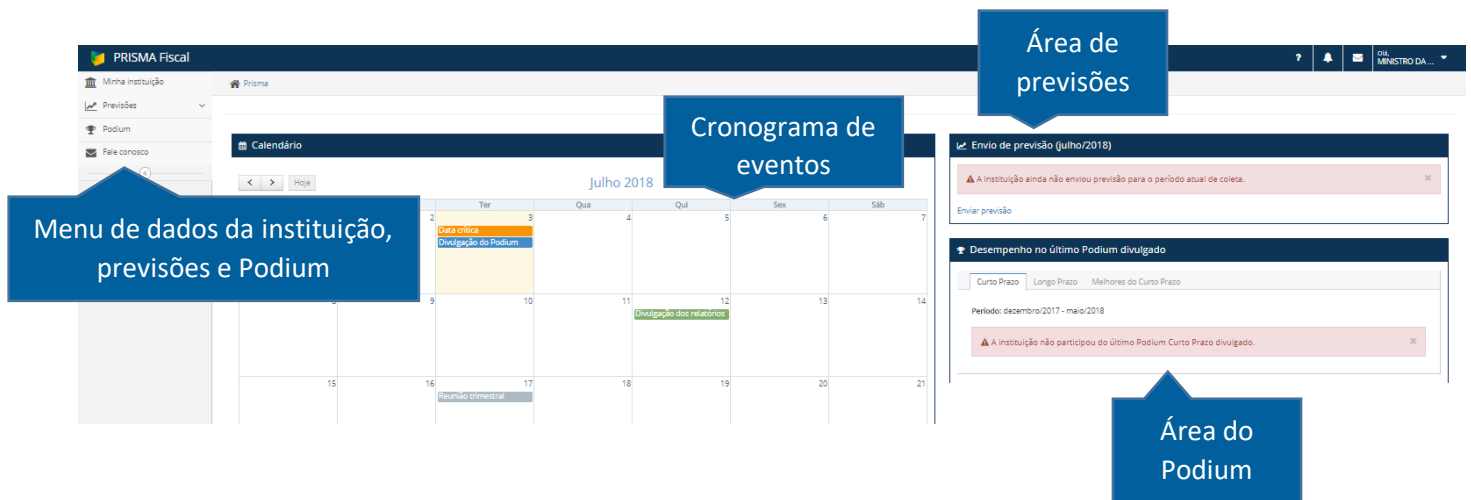 Área de
previsões
PRISMA Fiscal
?
Olá,
MINISTRO DA ...
Minha instituição
Prisma
Previsões
Podium
Fale conosco
Menu de dados da instituição,
previsões e Podium
Cronograma de
eventos
Calendário
Hoje
Julho 2018
Ter Qua Qui Sex Sáb
2 3 4 5 6 7
Data crítica
Divulgação do Podium
9 10 11 12 13 14
Divulgação dos relatórios
15 16 17 18 19 20 21
Reunião trimestral
Envio de previsão (julho/2018)
A instituição ainda não enviou previsão para o período atual de coleta. ×
Enviar previsão
Desempenho no último Podium divulgado
Curto Prazo Longo Prazo Melhores do Curto Prazo
Período: dezembro/2017 - maio/2018
A instituição não participou do último Podium Curto Prazo divulgado. ×
Área do
Podium